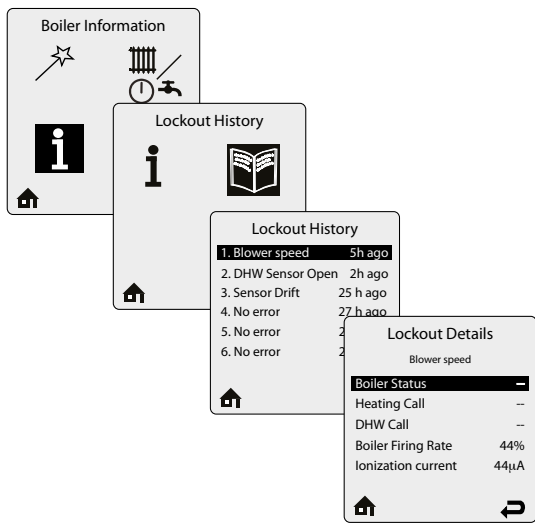 Boiler Information
Lockout History
Lockout History
1. Blower speed 5h ago
2. DHW Sensor Open 2h ago
3. Sensor Drift 25 h ago
4. No error 27 h ago
5. No error 2
6. No error 2
Lockout Details
Blower speed
Boiler Status –
Heating Call --
DHW Call --
Boiler Firing Rate 44%
Ionization current 44µA